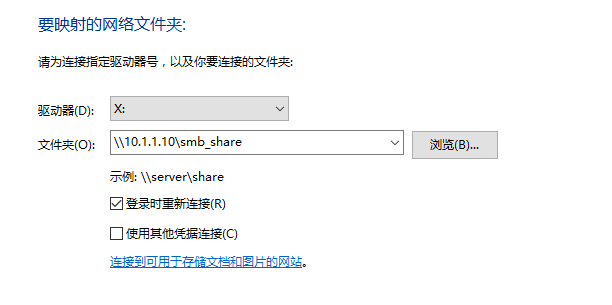 要映射的网络文件夹:
请为连接指定驱动器号，以及你要连接的文件夹:
驱动器(D): X:
文件夹(O): \\10.1.1.10\smb_share 浏览(B)...
示例: \\server\share
登录时重新连接(R)
使用其他凭据连接(C)
连接到可用于存储文档和图片的网站。